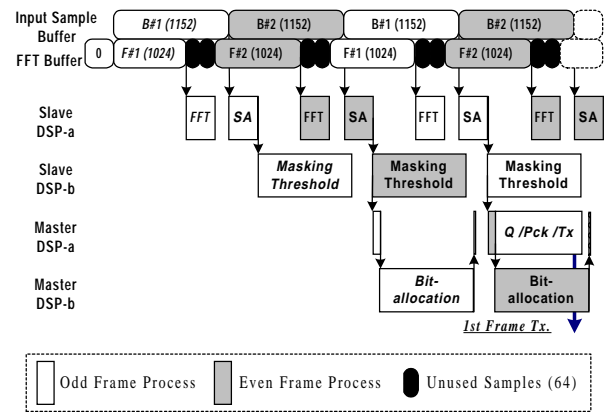 Input Sample Buffer
B#1 (1152) B#2 (1152) B#1 (1152) B#2 (1152)
FFT Buffer
0 F#1 (1024) F#2 (1024) F#1 (1024) F#2 (1024)
Slave DSP-a
FFT SA FFT SA FFT SA FFT SA
Slave DSP-b
Masking Threshold
Masking Threshold
Masking Threshold
Master DSP-a
Q /Pck /Tx
Master DSP-b
Bit-allocation
Bit-allocation
1st Frame Tx.
Odd Frame Process
Even Frame Process
Unused Samples (64)